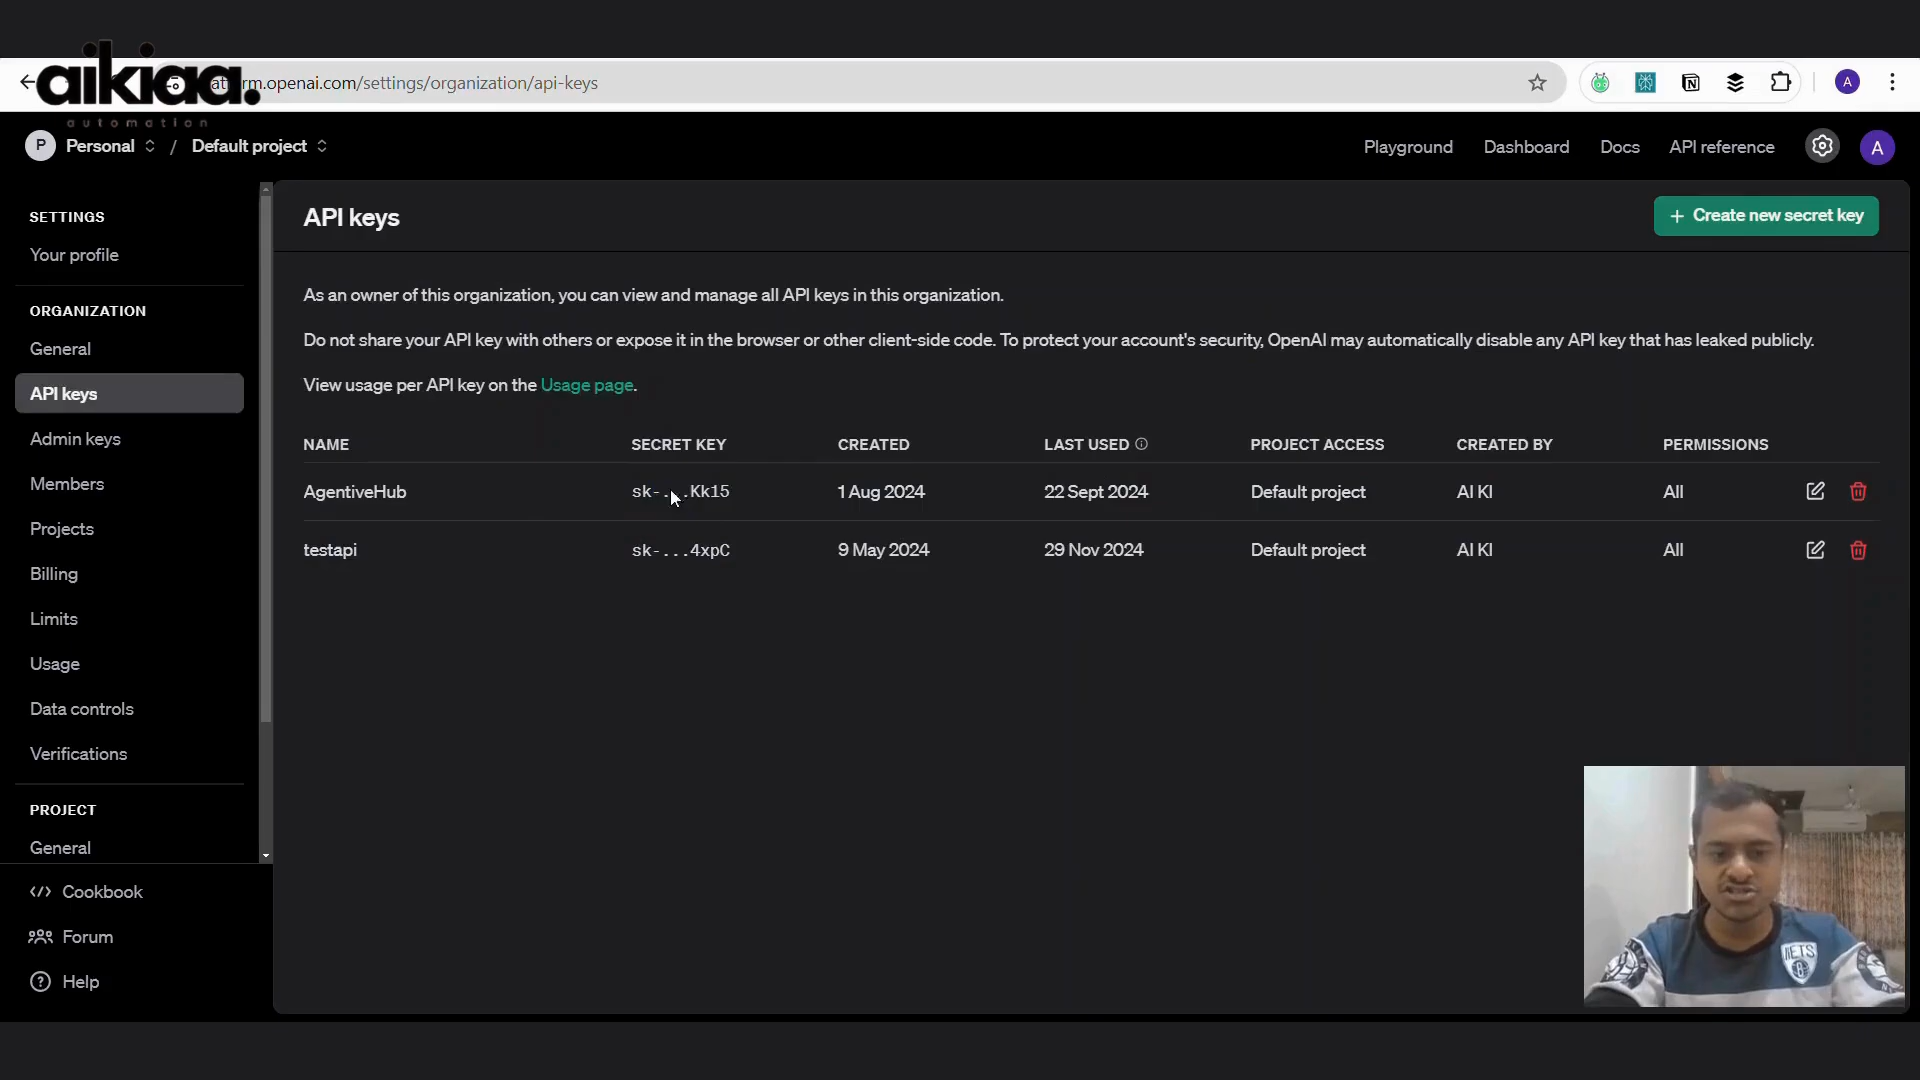 aikiaa.
automation
rm.openai.com/settings/organization/api-keys
A
P Personal / Default project
Playground Dashboard Docs API reference A
SETTINGS
Your profile
ORGANIZATION
General
API keys
Admin keys
Members
Projects
Billing
Limits
Usage
Data controls
Verifications
PROJECT
General
Cookbook
Forum
Help
API keys
+ Create new secret key
As an owner of this organization, you can view and manage all API keys in this organization.
Do not share your API key with others or expose it in the browser or other client-side code. To protect your account's security, OpenAI may automatically disable any API key that has leaked publicly.
View usage per API key on the Usage page.
NAME SECRET KEY CREATED LAST USED PROJECT ACCESS CREATED BY PERMISSIONS
AgentiveHub sk-...Kk15 1 Aug 2024 22 Sept 2024 Default project AI KI All
testapi sk-...4xpC 9 May 2024 29 Nov 2024 Default project AI KI All
NETS